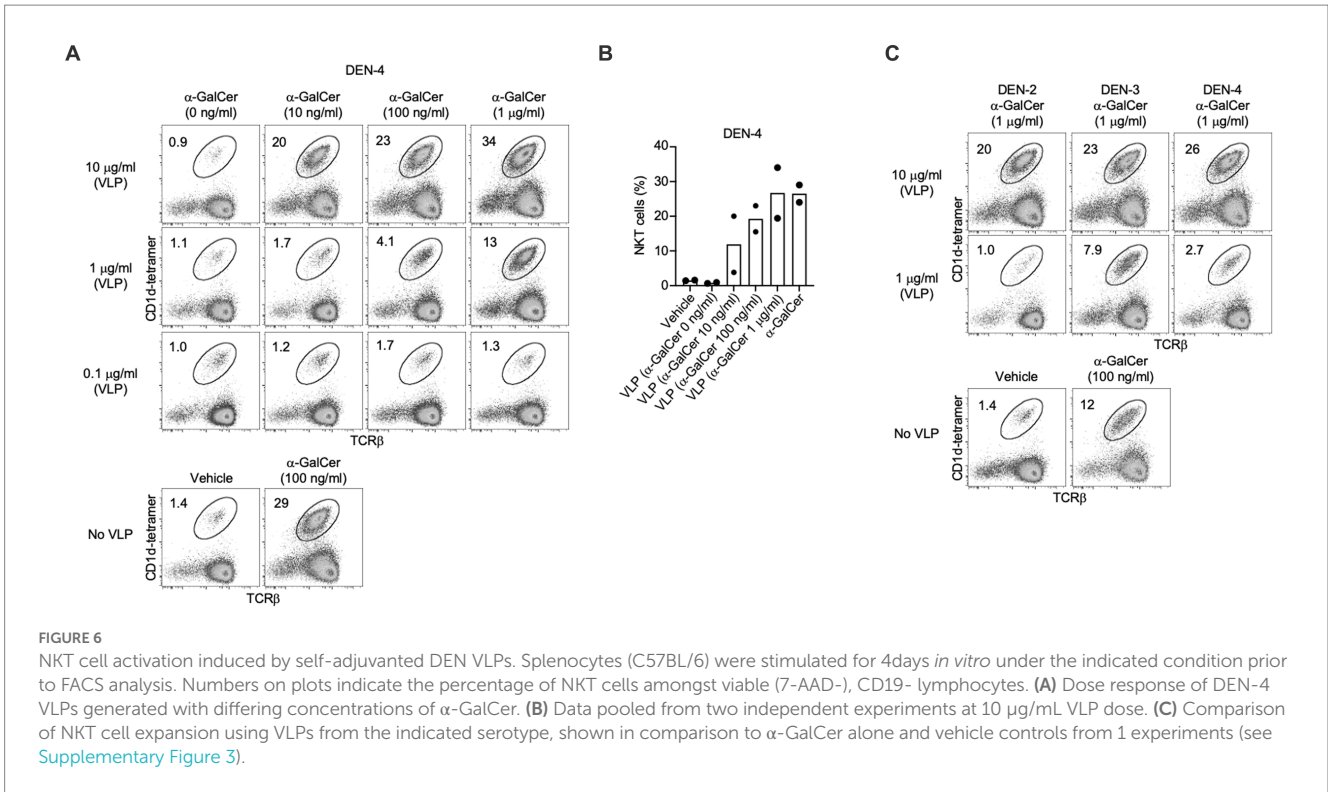 A
DEN-4
α-GalCer (0 ng/ml) α-GalCer (10 ng/ml) α-GalCer (100 ng/ml) α-GalCer (1 µg/ml)
10 µg/ml (VLP)
0.9 20 23 34
1 µg/ml (VLP)
1.1 1.7 4.1 13
0.1 µg/ml (VLP)
1.0 1.2 1.7 1.3
CD1d-tetramer
TCRβ
Vehicle α-GalCer (100 ng/ml)
No VLP
1.4 29
CD1d-tetramer
TCRβ
B
DEN-4
NKT cells (%)
40
30
20
10
0
Vehicle
VLP (α-GalCer 0 ng/ml)
VLP (α-GalCer 10 ng/ml)
VLP (α-GalCer 100 ng/ml)
VLP (α-GalCer 1 µg/ml)
α-GalCer
C
DEN-2 α-GalCer (1 µg/ml) DEN-3 α-GalCer (1 µg/ml) DEN-4 α-GalCer (1 µg/ml)
10 µg/ml (VLP)
20 23 26
1 µg/ml (VLP)
1.0 7.9 2.7
CD1d-tetramer
TCRβ
Vehicle α-GalCer (100 ng/ml)
No VLP
1.4 12
CD1d-tetramer
TCRβ
FIGURE 6
NKT cell activation induced by self-adjuvanted DEN VLPs. Splenocytes (C57BL/6) were stimulated for 4days in vitro under the indicated condition prior
to FACS analysis. Numbers on plots indicate the percentage of NKT cells amongst viable (7-AAD-), CD19- lymphocytes. (A) Dose response of DEN-4
VLPs generated with differing concentrations of α-GalCer. (B) Data pooled from two independent experiments at 10 µg/mL VLP dose. (C) Comparison
of NKT cell expansion using VLPs from the indicated serotype, shown in comparison to α-GalCer alone and vehicle controls from 1 experiments (see
Supplementary Figure 3).